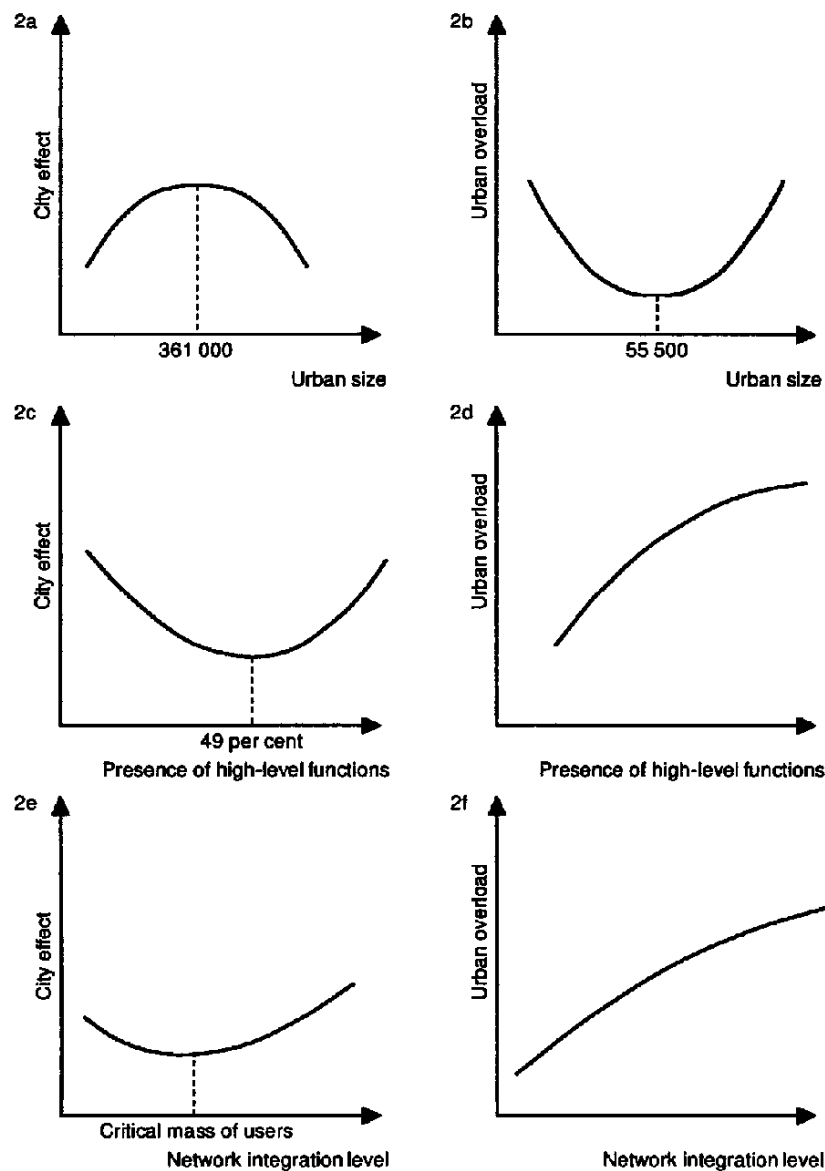 2a
City effect
361 000
Urban size
2b
Urban overload
55 500
Urban size
2c
City effect
49 per cent
Presence of high-level functions
2d
Urban overload
Presence of high-level functions
2e
City effect
Critical mass of users
Network integration level
2f
Urban overload
Network integration level